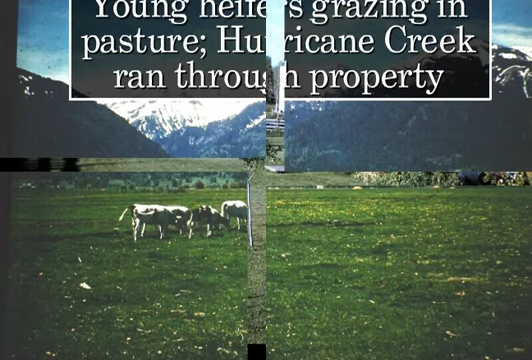 Young heifers grazing in
pasture; Hurricane Creek
ran through property